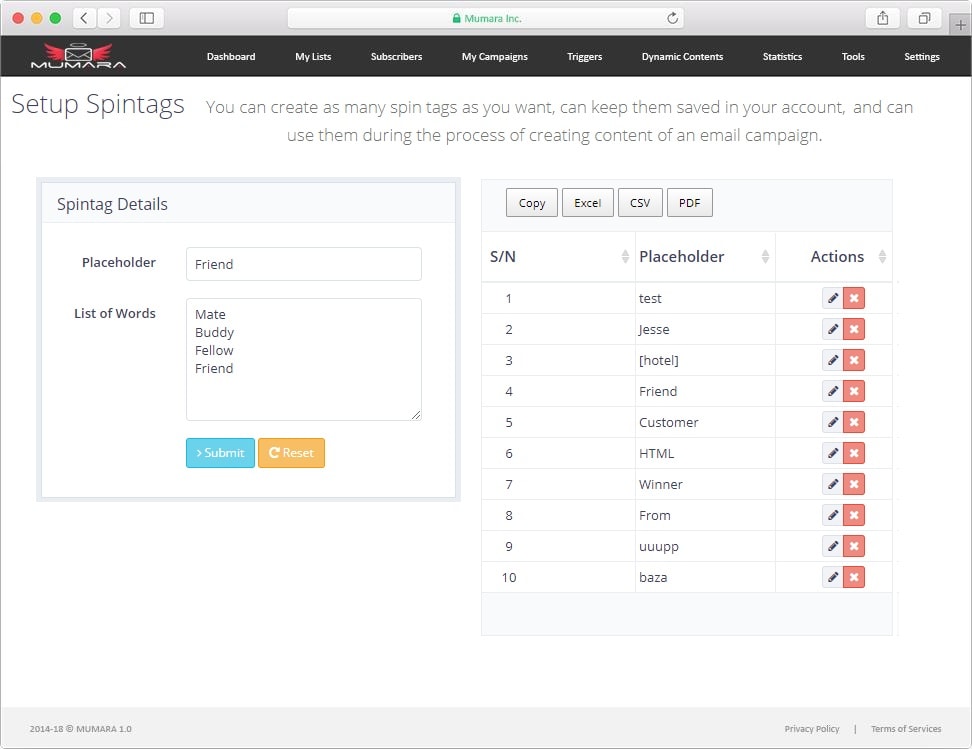 Mumara Inc.
MUMARA
Dashboard My Lists Subscribers My Campaigns Triggers Dynamic Contents Statistics Tools Settings
Setup Spintags
You can create as many spin tags as you want, can keep them saved in your account, and can
use them during the process of creating content of an email campaign.
Spintag Details
Placeholder Friend
List of Words
Mate
Buddy
Fellow
Friend
Submit Reset
Copy Excel CSV PDF
S/N Placeholder Actions
1 test
2 Jesse
3 [hotel]
4 Friend
5 Customer
6 HTML
7 Winner
8 From
9 uuupp
10 baza
2014-18 © MUMARA 1.0
Privacy Policy | Terms of Services